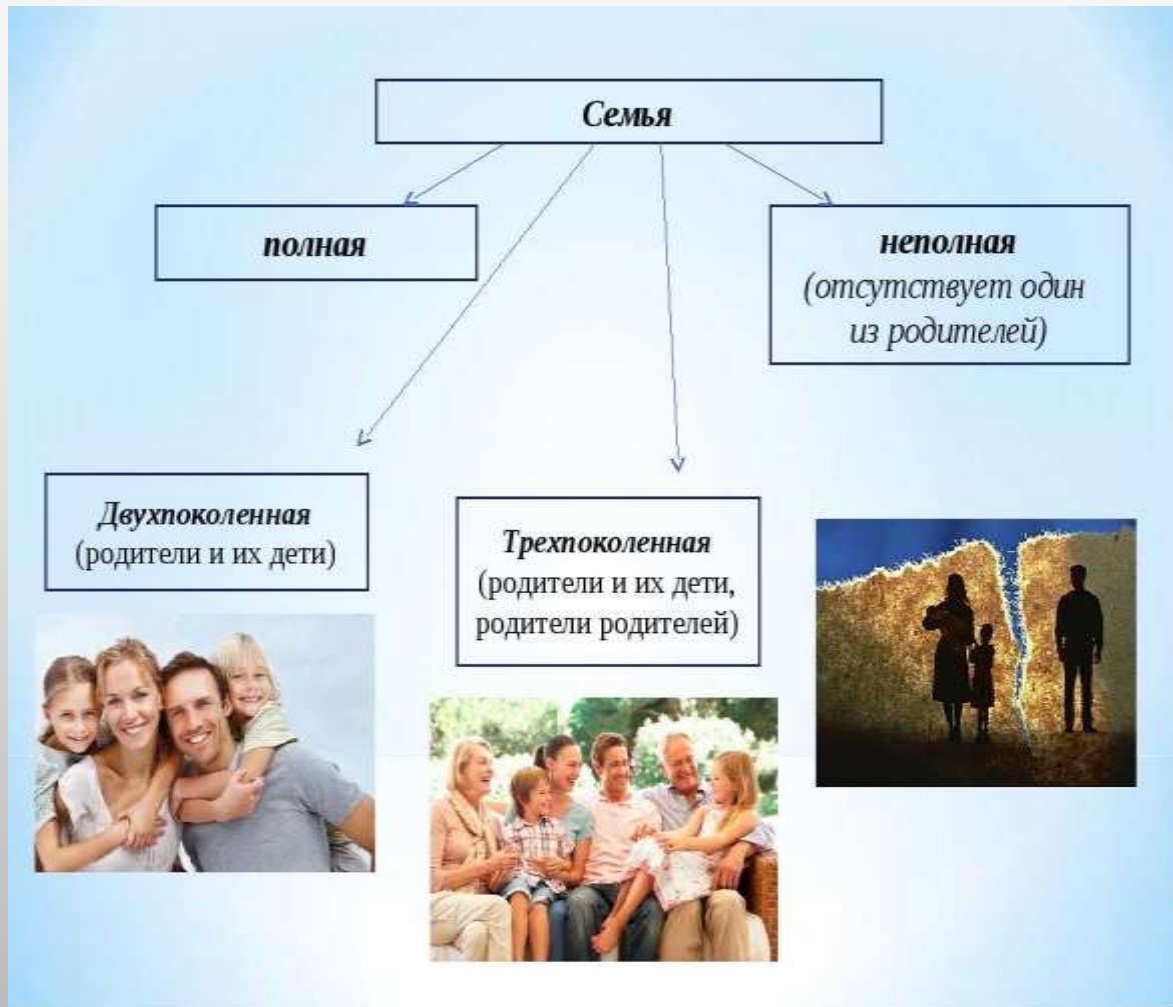 Семья
полная
неполная
(отсутствует один
из родителей)
Двухпоколенная
(родители и их дети)
Трехпоколенная
(родители и их дети,
родители родителей)